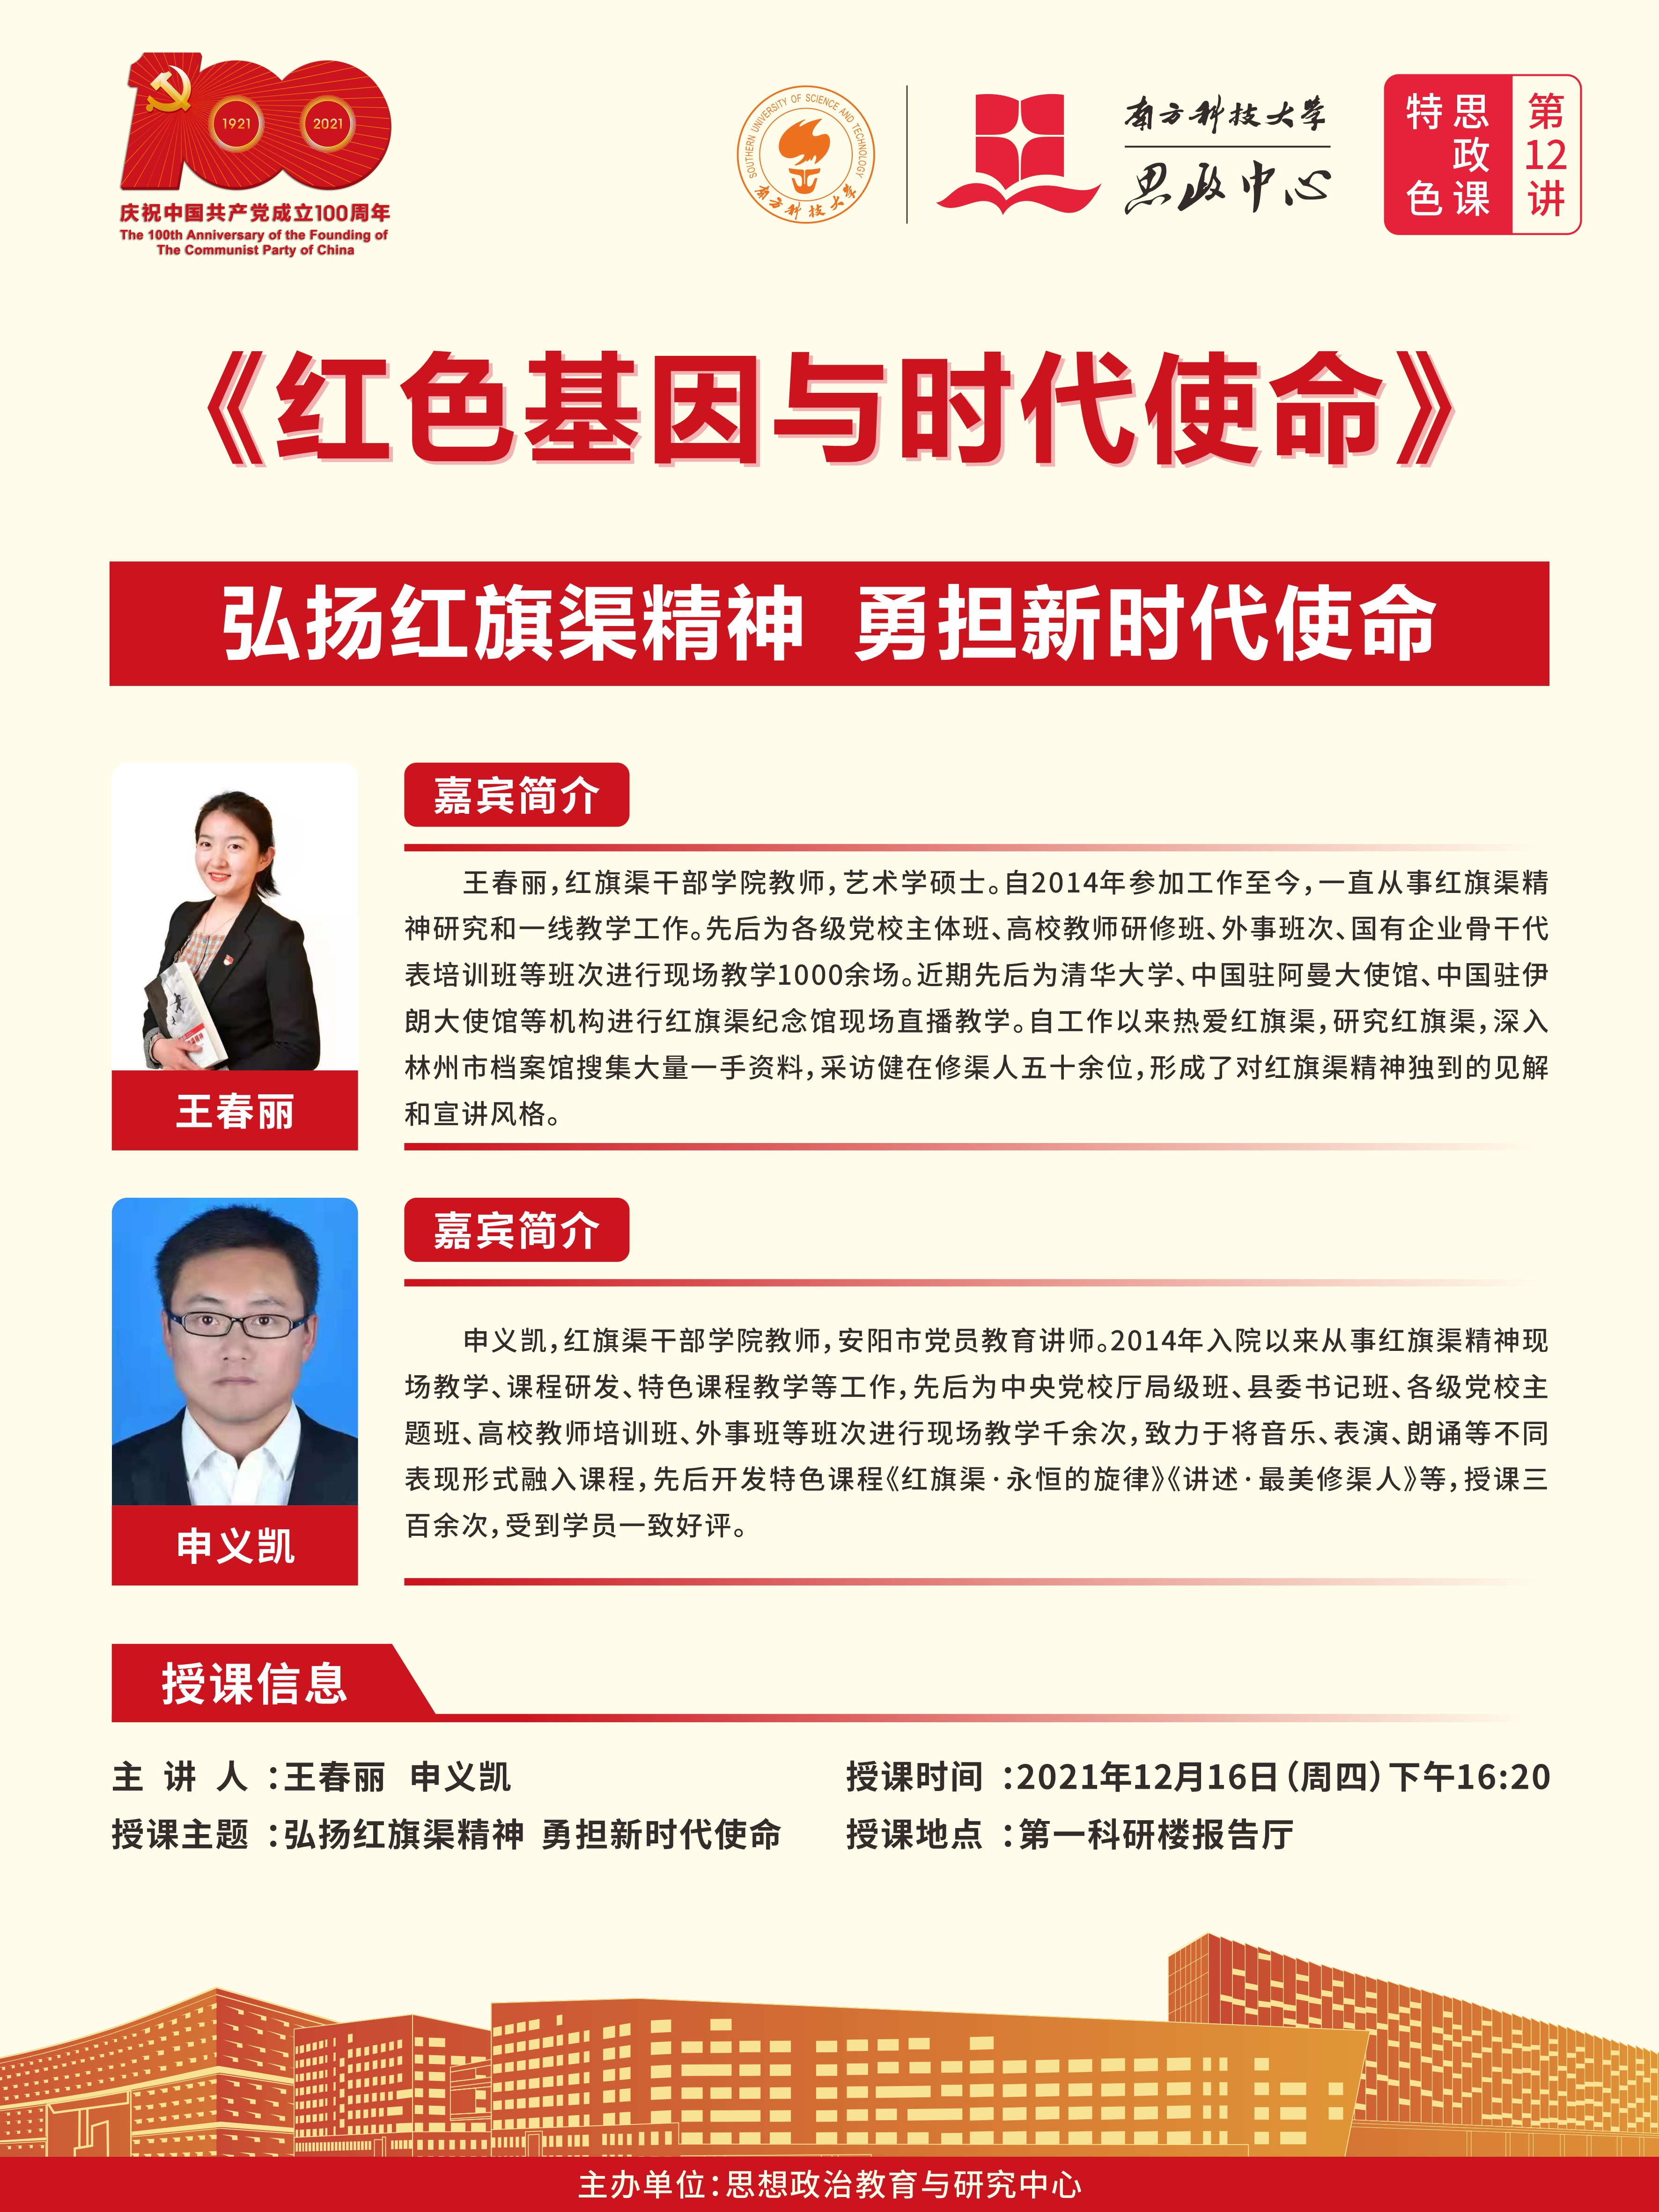 1921
2021
庆祝中国共产党成立100周年
The 100th Anniversary of the Founding of
The Communist Party of China
SOUTHERN UNIVERSITY OF SCIENCE AND TECHNOLOGY
南方科技大学
南方科技大学
思政中心
特色
思政课
第12讲
《红色基因与时代使命》
弘扬红旗渠精神 勇担新时代使命
嘉宾简介
王春丽,红旗渠干部学院教师,艺术学硕士。自2014年参加工作至今,一直从事红旗渠精
神研究和一线教学工作。先后为各级党校主体班、高校教师研修班、外事班次、国有企业骨干代
表培训班等班次进行现场教学1000余场。近期先后为清华大学、中国驻阿曼大使馆、中国驻伊
朗大使馆等机构进行红旗渠纪念馆现场直播教学。自工作以来热爱红旗渠,研究红旗渠,深入
林州市档案馆搜集大量一手资料,采访健在修渠人五十余位,形成了对红旗渠精神独到的见解
和宣讲风格。
王春丽
嘉宾简介
申义凯,红旗渠干部学院教师,安阳市党员教育讲师。2014年入院以来从事红旗渠精神现
场教学、课程研发、特色课程教学等工作,先后为中央党校厅局级班、县委书记班、各级党校主
题班、高校教师培训班、外事班等班次进行现场教学千余次,致力于将音乐、表演、朗诵等不同
表现形式融入课程,先后开发特色课程《红旗渠·永恒的旋律》《讲述·最美修渠人》等,授课三
百余次,受到学员一致好评。
申义凯
授课信息
主 讲 人 :王春丽 申义凯
授课时间 :2021年12月16日(周四)下午16:20
授课主题 :弘扬红旗渠精神 勇担新时代使命
授课地点 :第一科研楼报告厅
主办单位:思想政治教育与研究中心